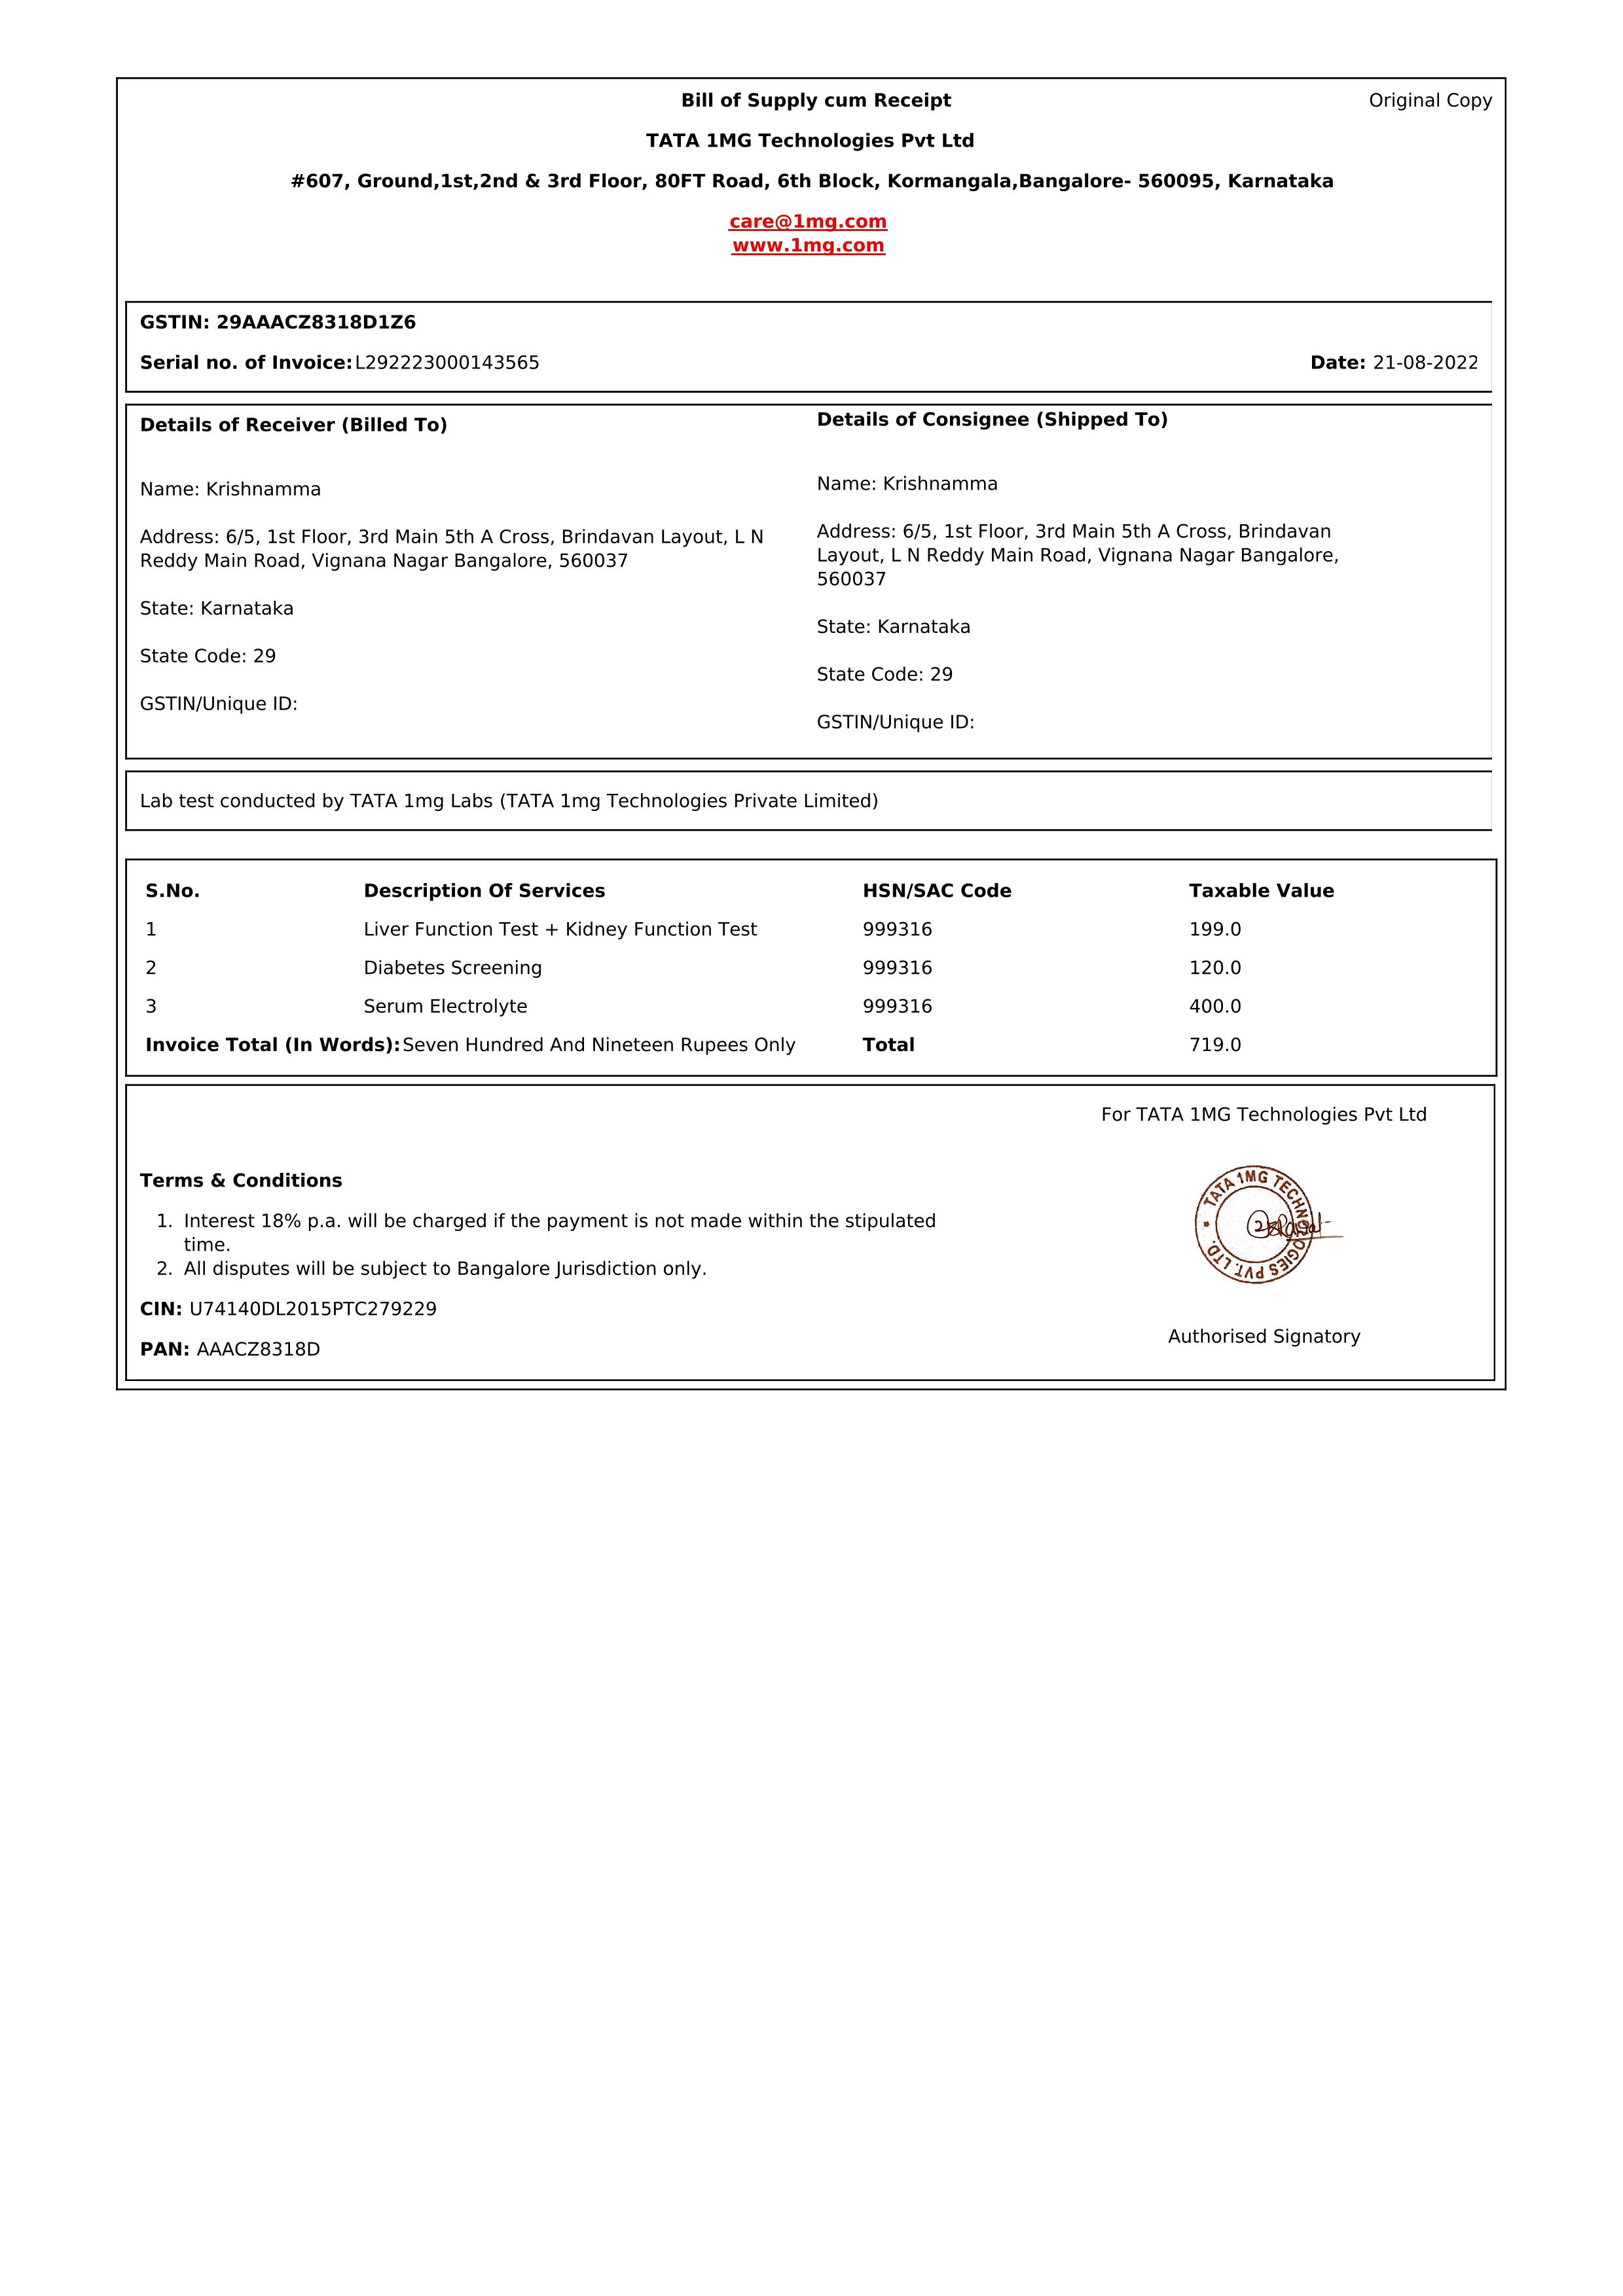 Bill of Supply cum Receipt
Original Copy
TATA 1MG Technologies Pvt Ltd
#607, Ground,1st,2nd & 3rd Floor, 80FT Road, 6th Block, Kormangala,Bangalore- 560095, Karnataka
care@1mg.com
www.1mg.com
GSTIN: 29AAACZ8318D1Z6
Serial no. of Invoice: L292223000143565
Date: 21-08-2022
Details of Receiver (Billed To)
Name: Krishnamma
Address: 6/5, 1st Floor, 3rd Main 5th A Cross, Brindavan Layout, L N
Reddy Main Road, Vignana Nagar Bangalore, 560037
State: Karnataka
State Code: 29
GSTIN/Unique ID:
Details of Consignee (Shipped To)
Name: Krishnamma
Address: 6/5, 1st Floor, 3rd Main 5th A Cross, Brindavan
Layout, L N Reddy Main Road, Vignana Nagar Bangalore,
560037
State: Karnataka
State Code: 29
GSTIN/Unique ID:
Lab test conducted by TATA 1mg Labs (TATA 1mg Technologies Private Limited)
S.No. Description Of Services HSN/SAC Code Taxable Value
1 Liver Function Test + Kidney Function Test 999316 199.0
2 Diabetes Screening 999316 120.0
3 Serum Electrolyte 999316 400.0
Invoice Total (In Words): Seven Hundred And Nineteen Rupees Only Total 719.0
For TATA 1MG Technologies Pvt Ltd
Terms & Conditions
1. Interest 18% p.a. will be charged if the payment is not made within the stipulated
time.
2. All disputes will be subject to Bangalore Jurisdiction only.
CIN: U74140DL2015PTC279229
PAN: AAACZ8318D
TATA 1MG TECHNOLOGIES PVT. LTD.
Authorised Signatory